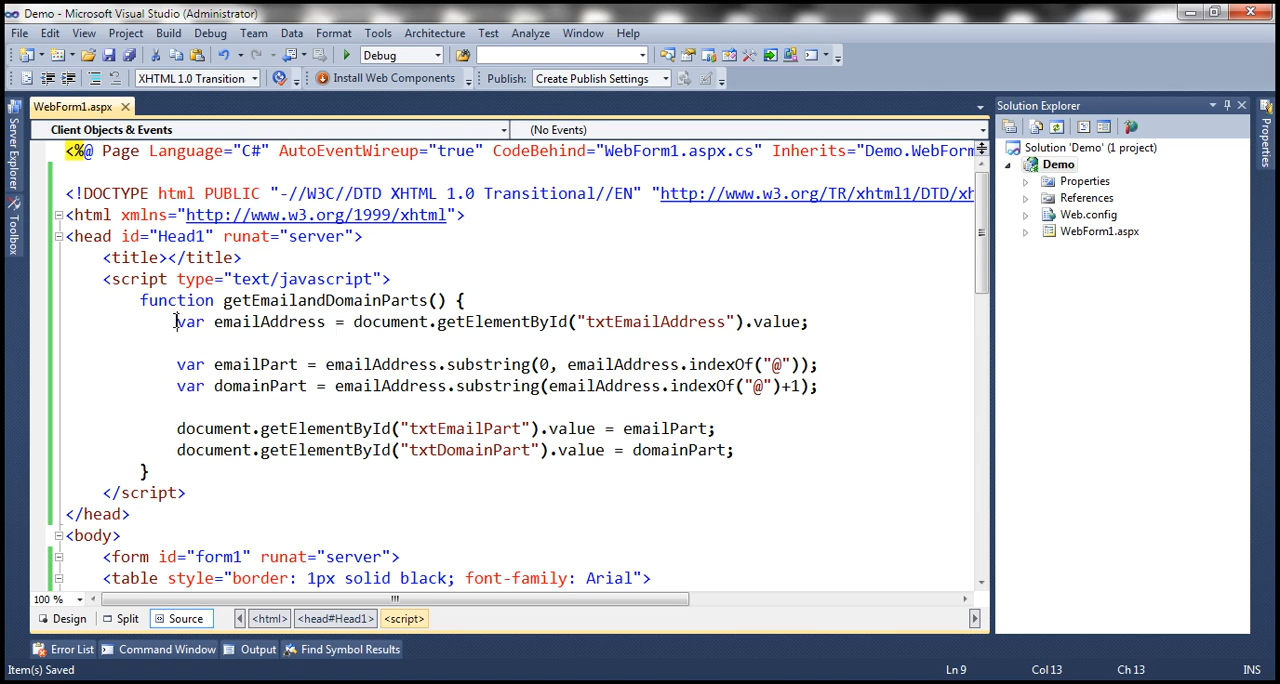 Demo - Microsoft Visual Studio (Administrator)
File Edit View Project Build Debug Team Data Format Tools Architecture Test Analyze Window Help
Debug
XHTML 1.0 Transition Install Web Components Publish: Create Publish Settings
WebForm1.aspx
Client Objects & Events (No Events)
<%@ Page Language="C#" AutoEventWireup="true" CodeBehind="WebForm1.aspx.cs" Inherits="Demo.WebForm
<!DOCTYPE html PUBLIC "-//W3C//DTD XHTML 1.0 Transitional//EN" "http://www.w3.org/TR/xhtml1/DTD/xh
<html xmlns="http://www.w3.org/1999/xhtml">
<head id="Head1" runat="server">
<title></title>
<script type="text/javascript">
function getEmailandDomainParts() {
var emailAddress = document.getElementById("txtEmailAddress").value;
var emailPart = emailAddress.substring(0, emailAddress.indexOf("@"));
var domainPart = emailAddress.substring(emailAddress.indexOf("@")+1);
document.getElementById("txtEmailPart").value = emailPart;
document.getElementById("txtDomainPart").value = domainPart;
}
</script>
</head>
<body>
<form id="form1" runat="server">
<table style="border: 1px solid black; font-family: Arial">
100 %
Design Split Source <html> <head#Head1> <script>
Error List Command Window Output Find Symbol Results
Item(s) Saved Ln 9 Col 13 Ch 13 INS
Server Explorer
Toolbox
Solution Explorer
Solution 'Demo' (1 project)
Demo
Properties
References
Web.config
WebForm1.aspx
Properties